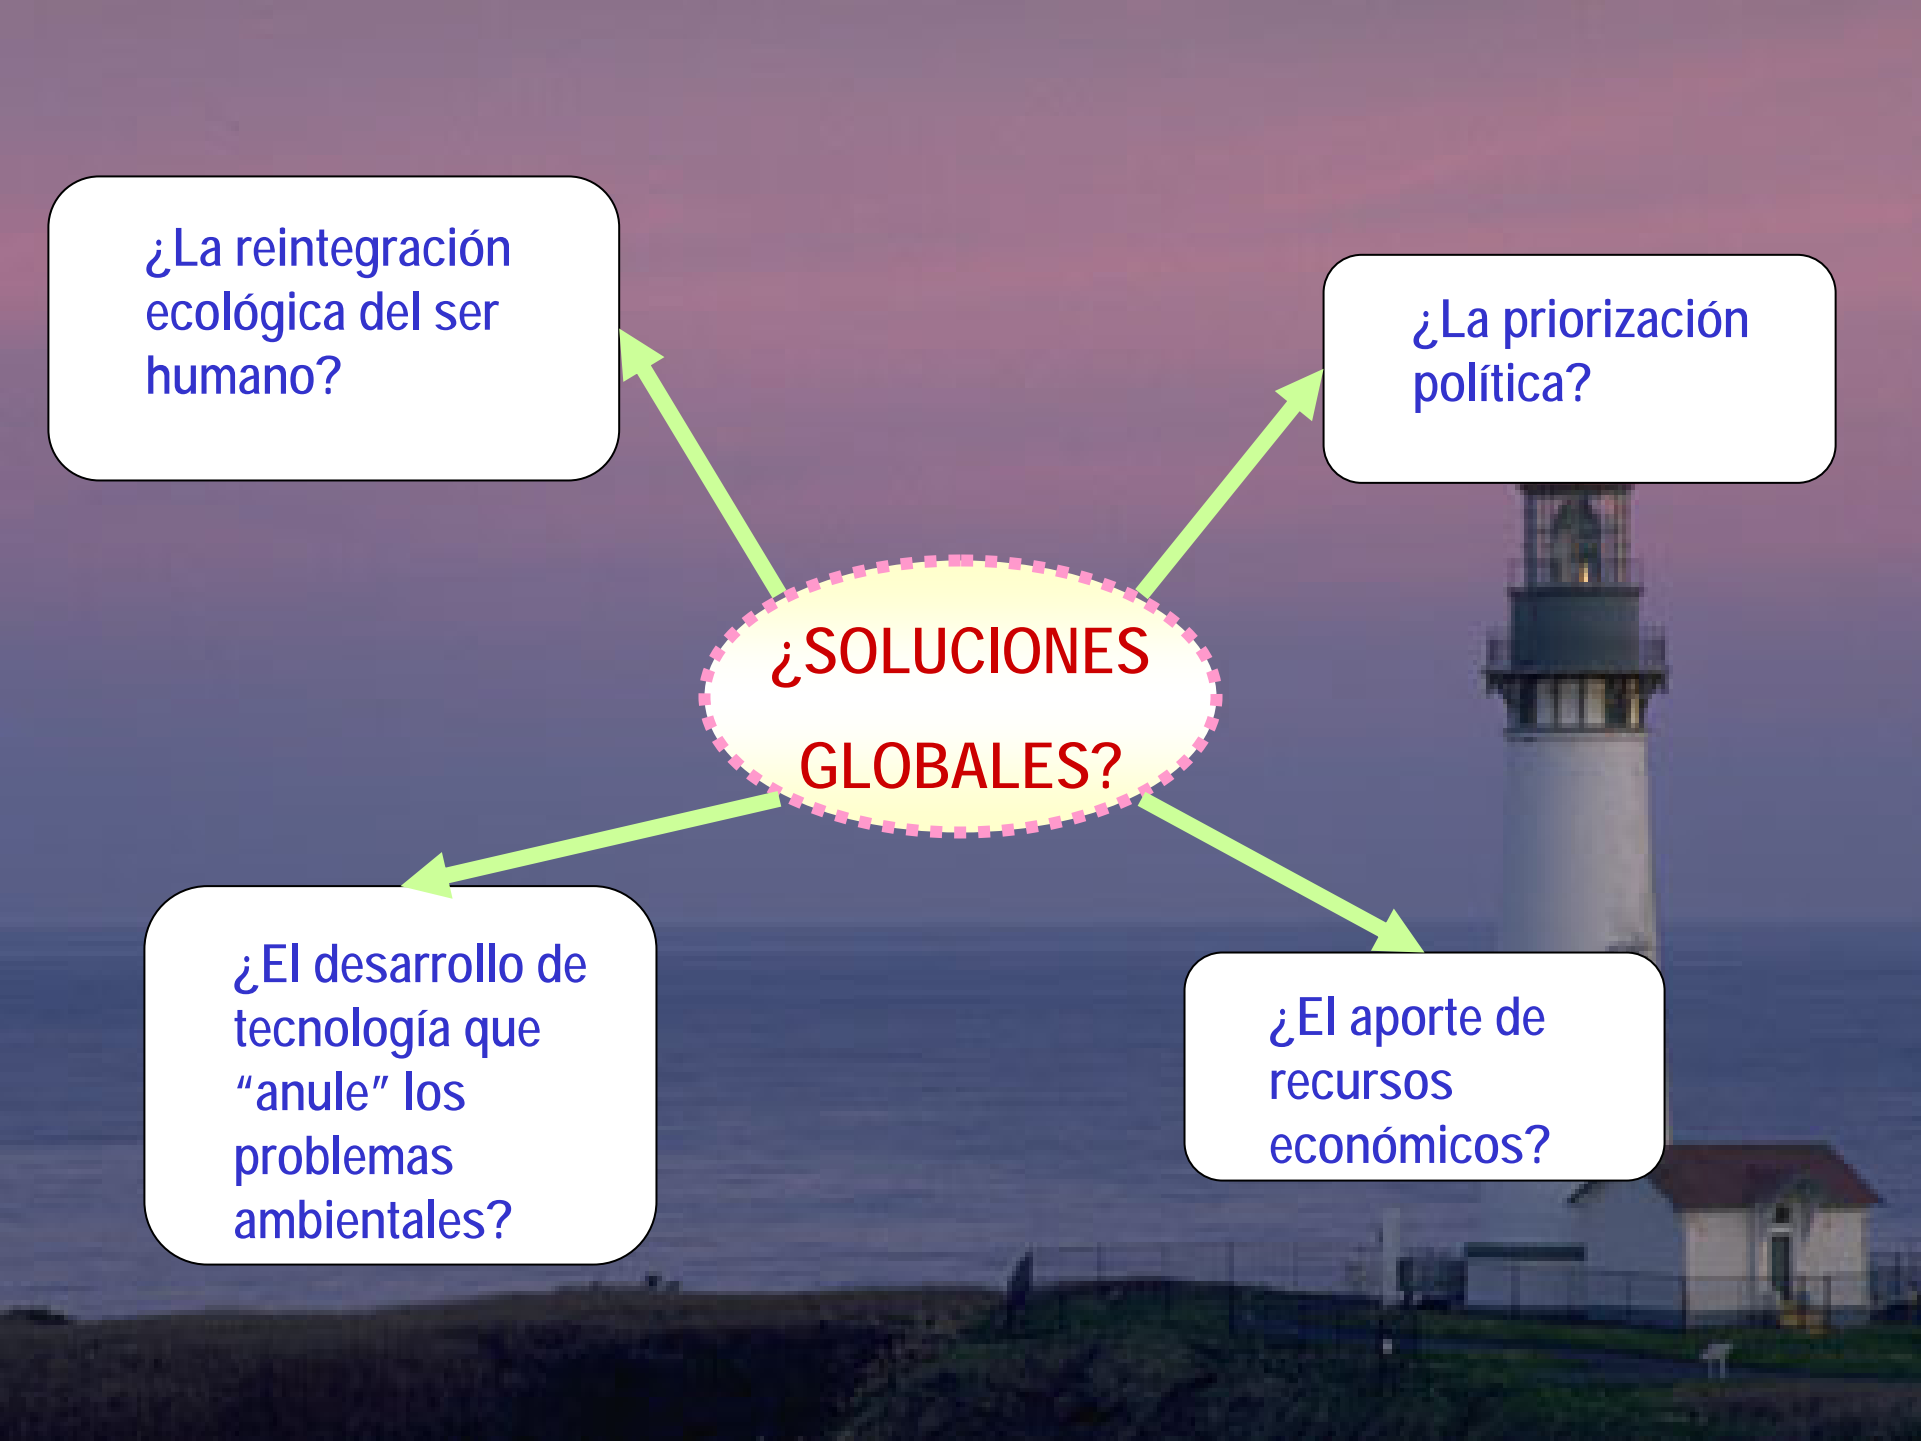 ¿La reintegración
ecológica del ser
humano?
¿La priorización
política?
¿SOLUCIONES
GLOBALES?
¿El desarrollo de
tecnología que
“anule” los
problemas
ambientales?
¿El aporte de
recursos
económicos?